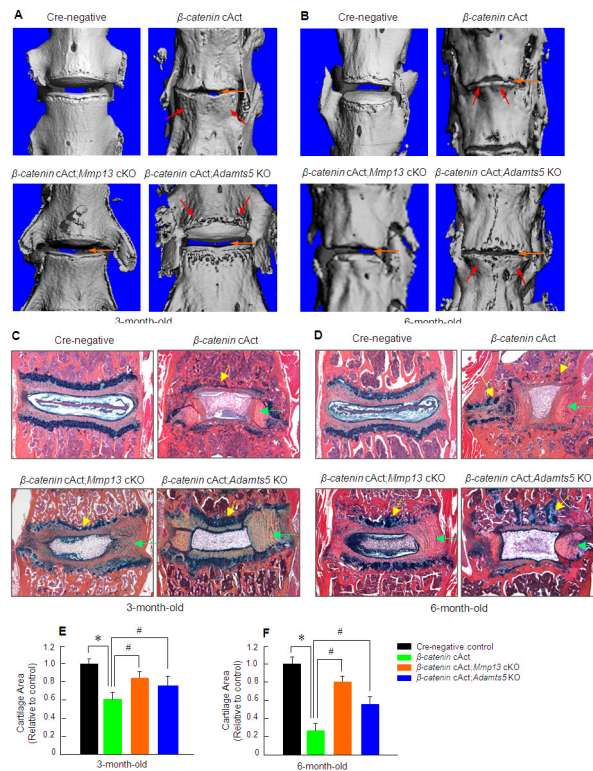 A
B
Cre-negative
β-catenin cAct
Cre-negative
β-catenin cAct
β-catenin cAct;Mmp13 cKO
β-catenin cAct;Adamts5 KO
β-catenin cAct;Mmp13 cKO
β-catenin cAct;Adamts5 KO
3-month-old
6-month-old
C
D
Cre-negative
β-catenin cAct
Cre-negative
β-catenin cAct
β-catenin cAct;Mmp13 cKO
β-catenin cAct;Adamts5 KO
β-catenin cAct;Mmp13 cKO
β-catenin cAct;Adamts5 KO
3-month-old
6-month-old
E
Cartilage Area
(Relative to control)
1.2
1.0
0.8
0.6
0.4
0.2
0
*
#
#
3-month-old
F
Cartilage Area
(Relative to control)
1.2
1.0
0.8
0.6
0.4
0.2
0
*
#
#
6-month-old
Cre-negative control
β-catenin cAct
β-catenin cAct;Mmp13 cKO
β-catenin cAct;Adamts5 KO